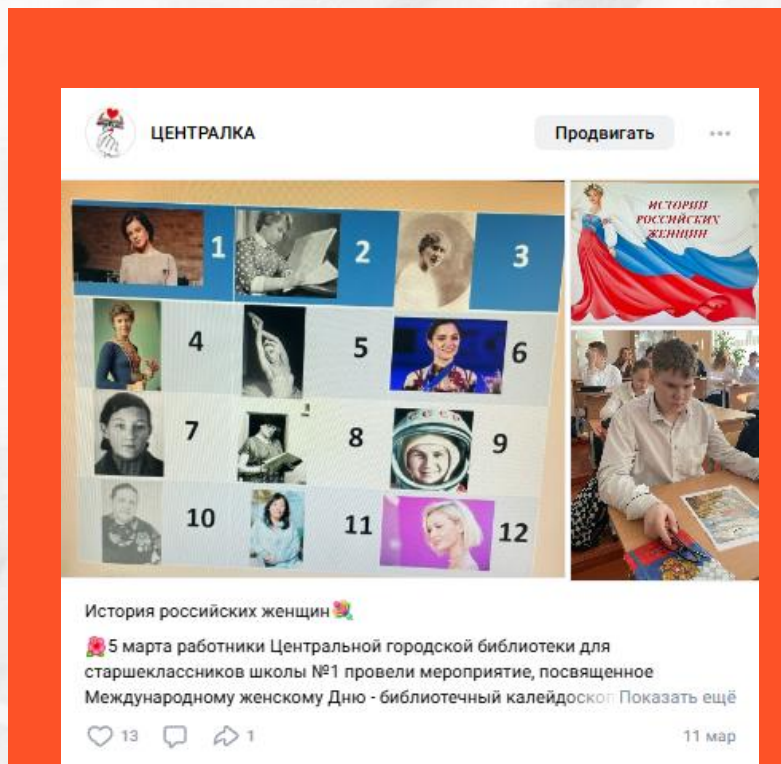 ЦЕНТРАЛКА
Продвигать
1
2
3
4
5
6
7
8
СССР
9
10
11
12
ИСТОРИЯ
РОССИЙСКИХ
ЖЕНЩИН
История российских женщин💐
🌺5 марта работники Центральной городской библиотеки для
старшеклассников школы №1 провели мероприятие, посвященное
Международному женскому Дню - библиотечный калейдоскоп Показать ещё
13
1
11 мар